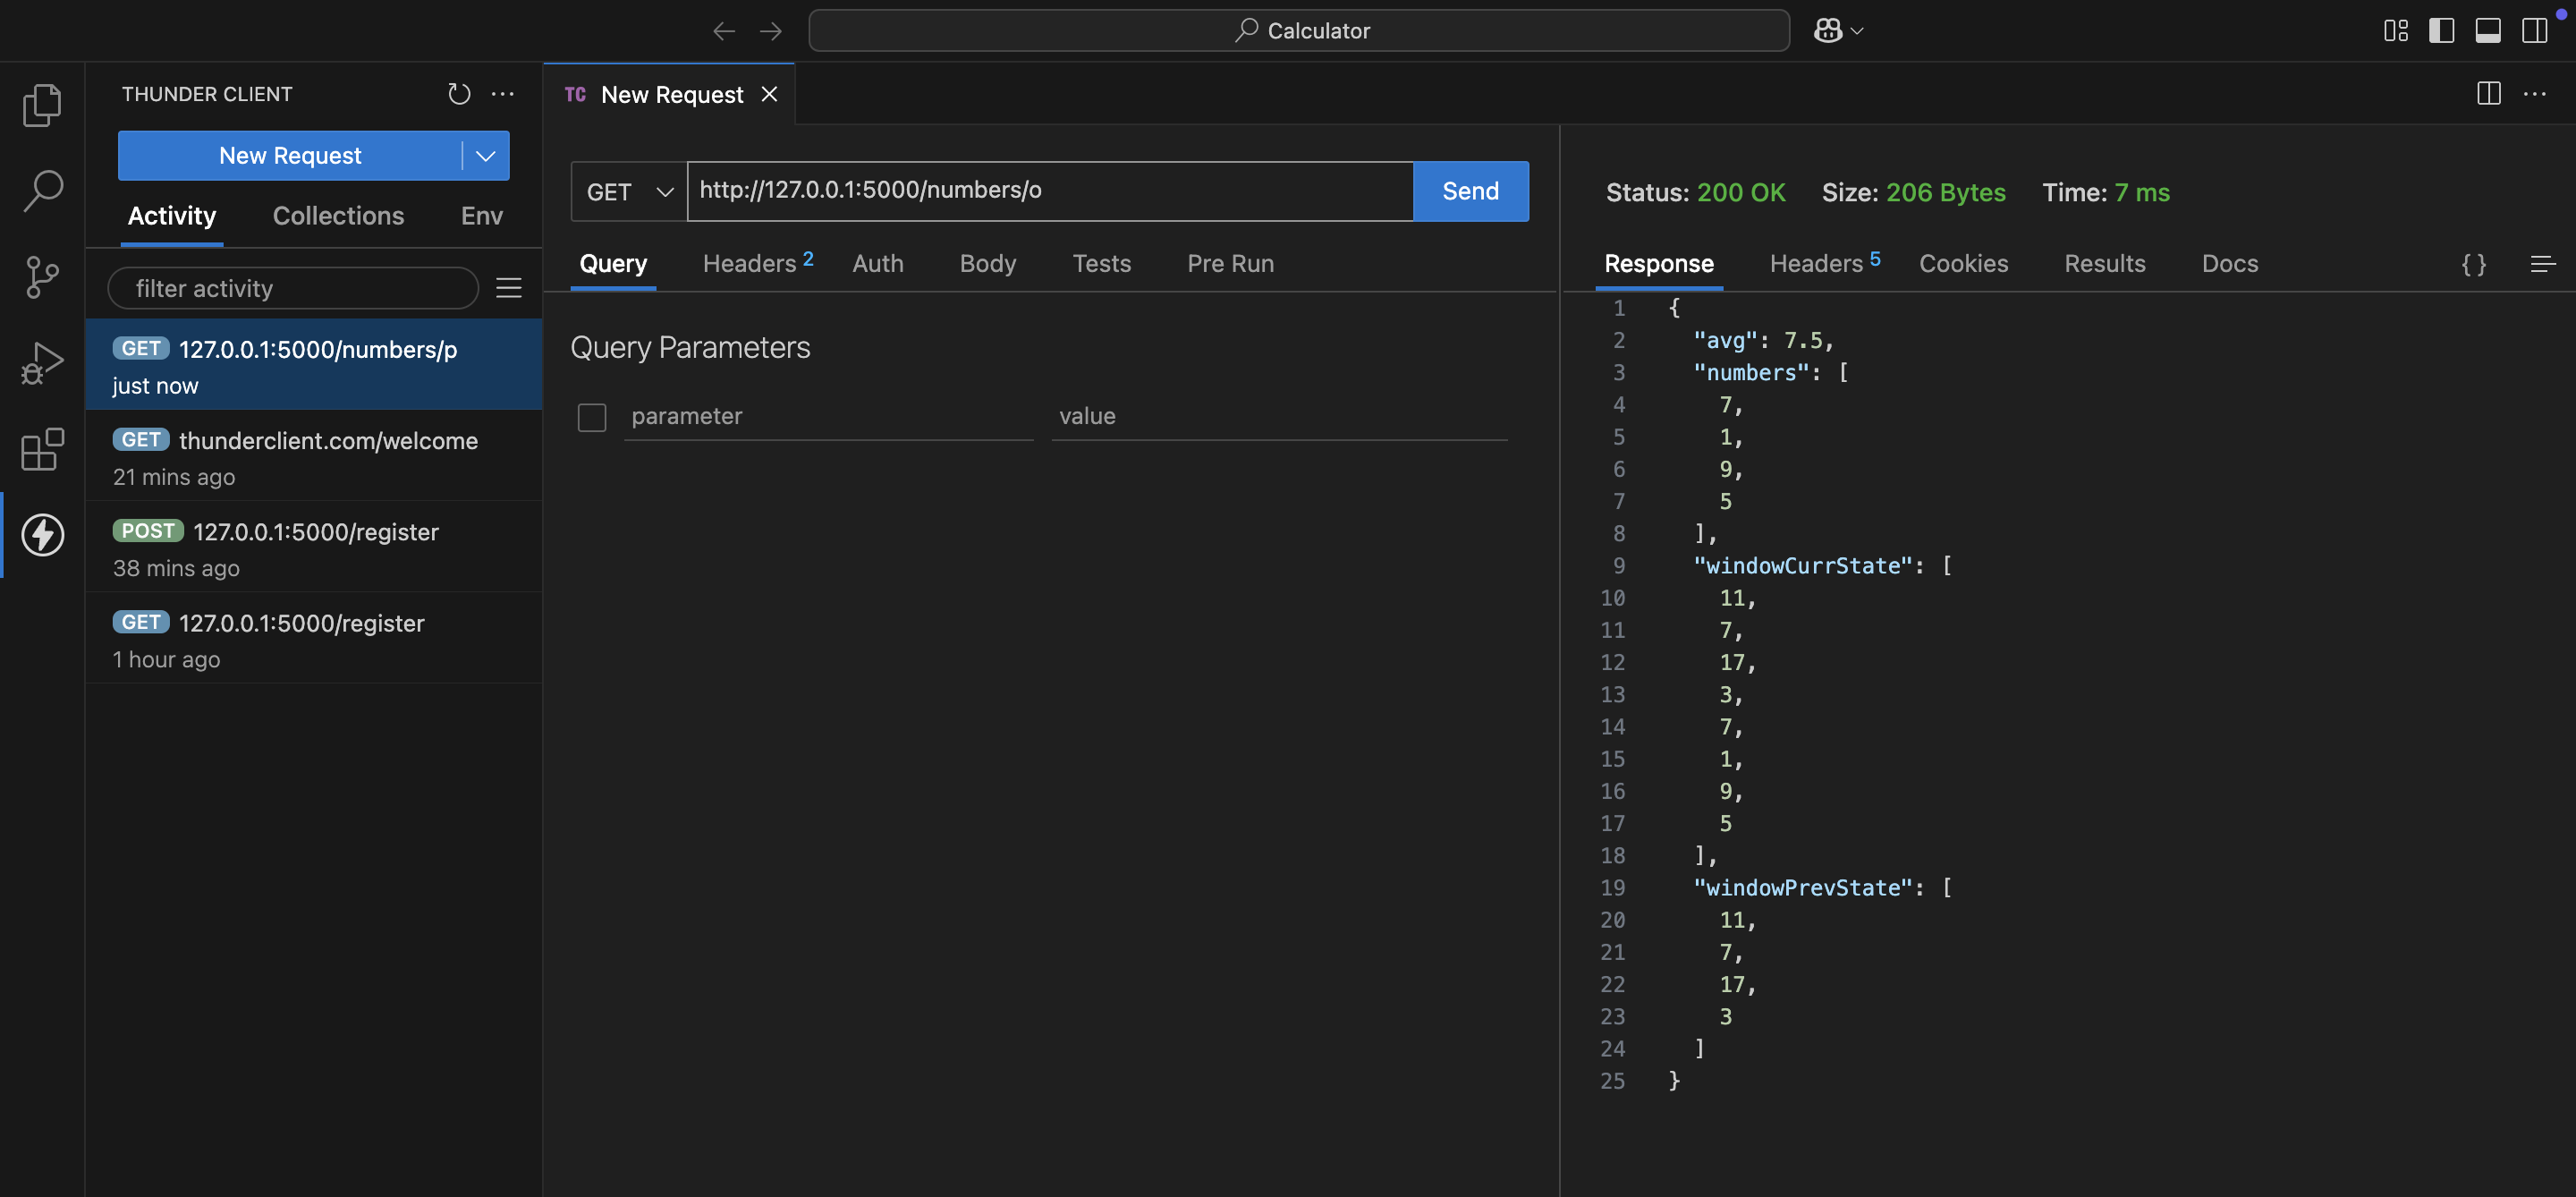 Calculator
THUNDER CLIENT
New Request
Activity Collections Env
filter activity
GET 127.0.0.1:5000/numbers/p
just now
GET thunderclient.com/welcome
21 mins ago
POST 127.0.0.1:5000/register
38 mins ago
GET 127.0.0.1:5000/register
1 hour ago
TC New Request
GET http://127.0.0.1:5000/numbers/o Send
Query Headers 2 Auth Body Tests Pre Run
Query Parameters
parameter value
Status: 200 OK Size: 206 Bytes Time: 7 ms
Response Headers 5 Cookies Results Docs {}
1 {
2 "avg": 7.5,
3 "numbers": [
4 7,
5 1,
6 9,
7 5
8 ],
9 "windowCurrState": [
10 11,
11 7,
12 17,
13 3,
14 7,
15 1,
16 9,
17 5
18 ],
19 "windowPrevState": [
20 11,
21 7,
22 17,
23 3
24 ]
25 }